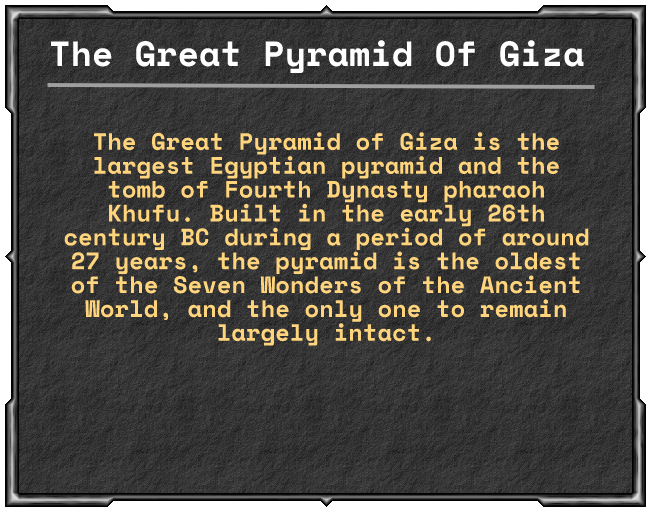 The Great Pyramid Of Giza
The Great Pyramid of Giza is the
largest Egyptian pyramid and the
tomb of Fourth Dynasty pharaoh
Khufu. Built in the early 26th
century BC during a period of around
27 years, the pyramid is the oldest
of the Seven Wonders of the Ancient
World, and the only one to remain
largely intact.